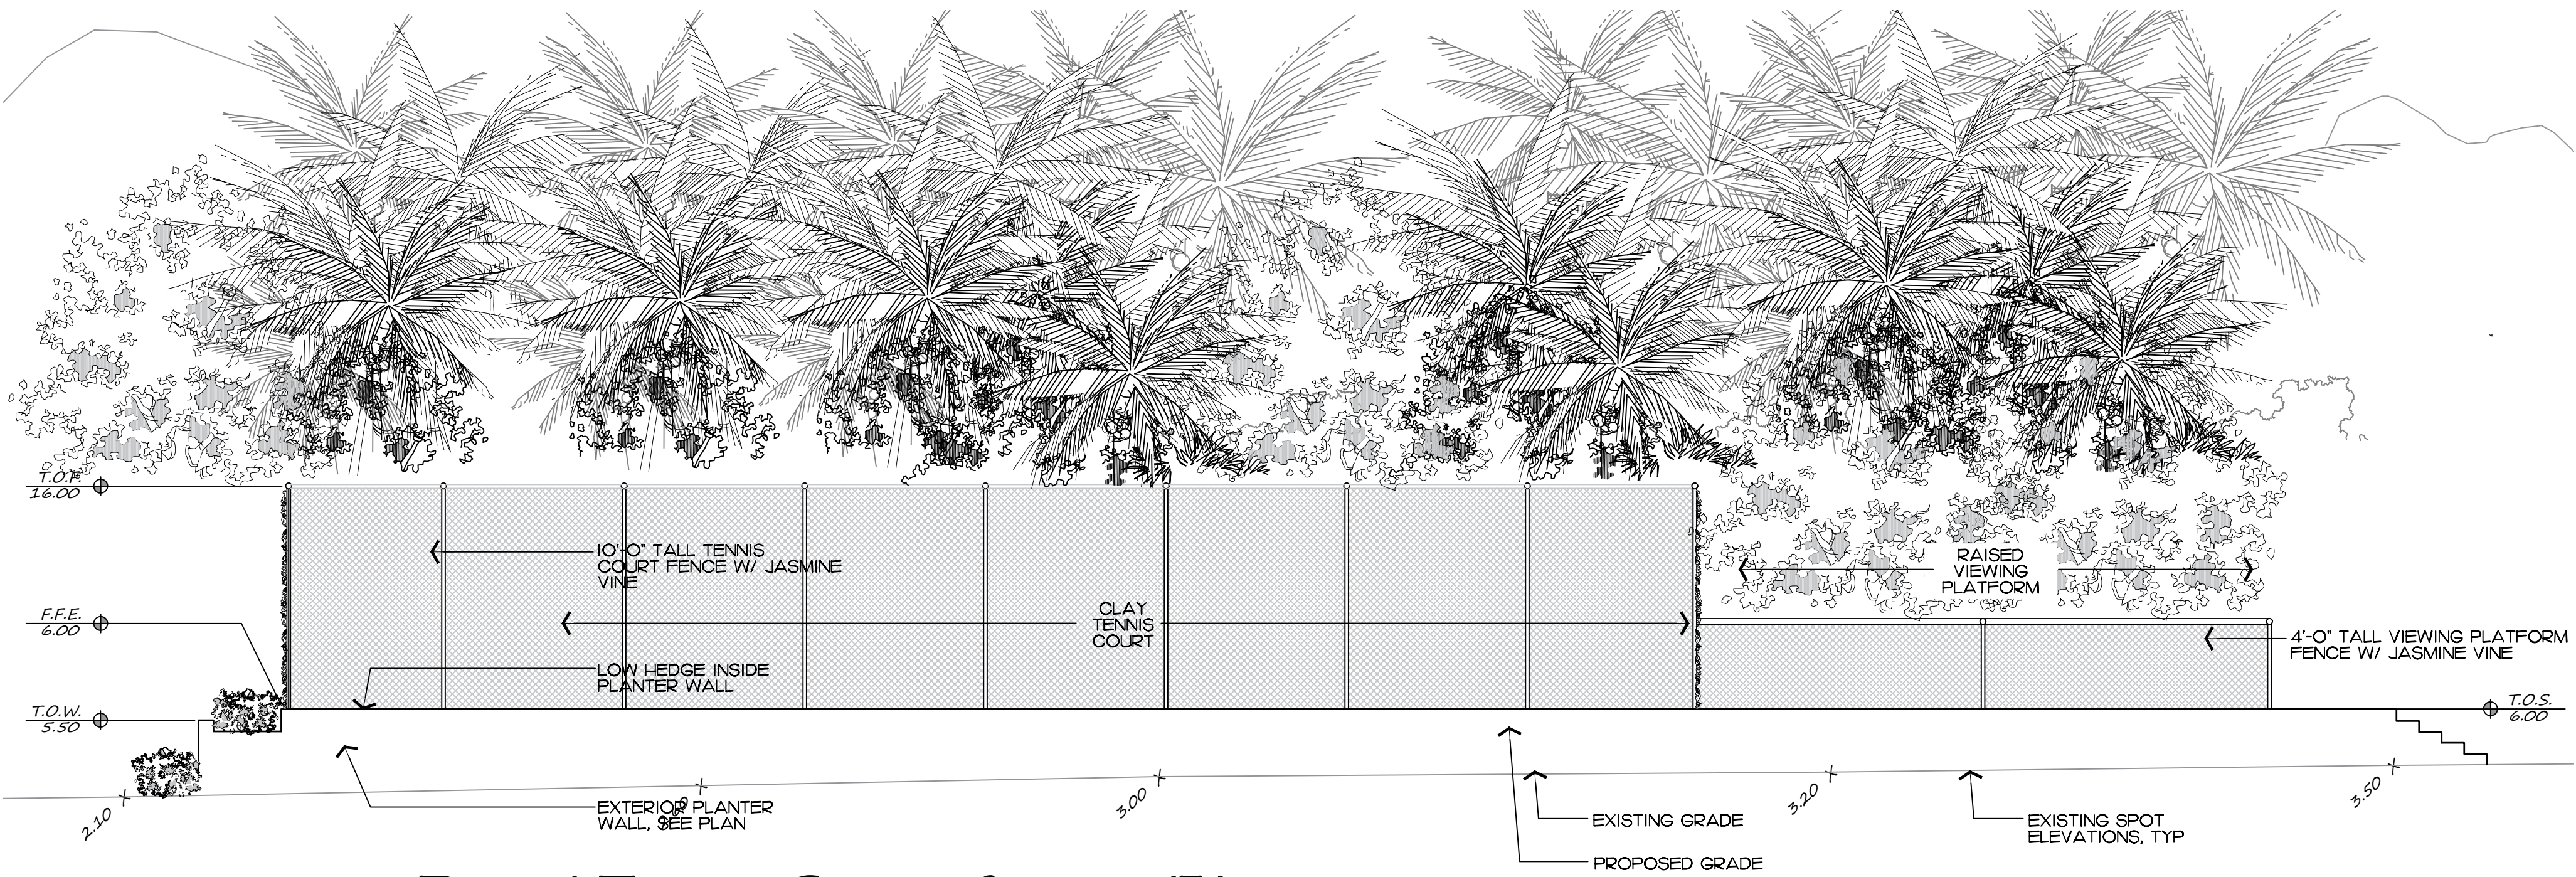 T.O.F.
16.00
10'-0" TALL TENNIS
COURT FENCE W/ JASMINE
VINE
RAISED
VIEWING
PLATFORM
F.F.E.
6.00
CLAY
TENNIS
COURT
4'-0" TALL VIEWING PLATFORM
FENCE W/ JASMINE VINE
LOW HEDGE INSIDE
PLANTER WALL
T.O.W.
5.50
T.O.S.
6.00
2.10
EXTERIOR PLANTER
WALL, SEE PLAN
3.00
3.20
3.50
EXISTING GRADE
EXISTING SPOT
ELEVATIONS, TYP
PROPOSED GRADE